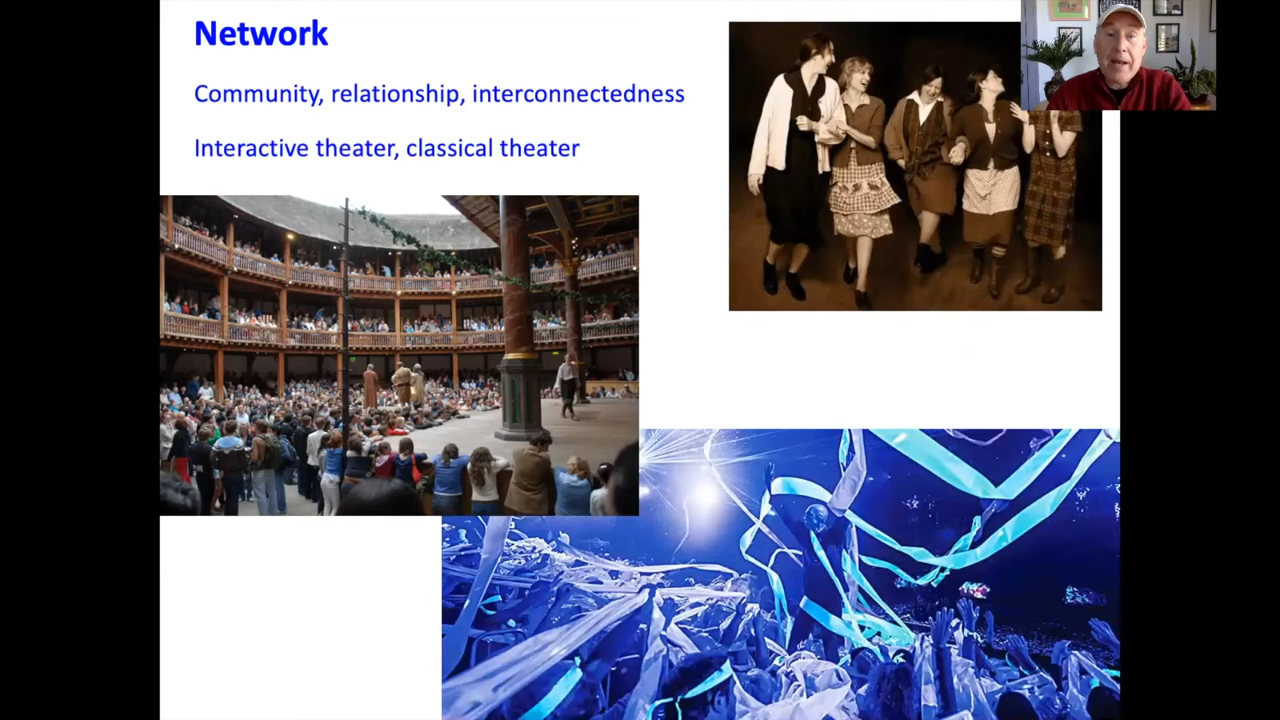 Network
Community, relationship, interconnectedness
Interactive theater, classical theater